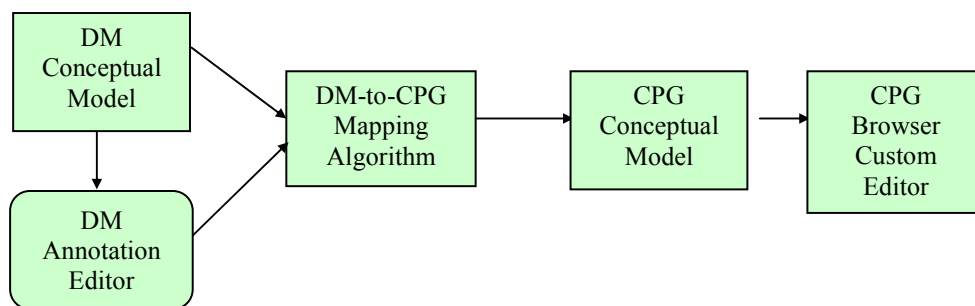 DM
Conceptual
Model
DM
Annotation
Editor
DM-to-CPG
Mapping
Algorithm
CPG
Conceptual
Model
CPG
Browser
Custom
Editor